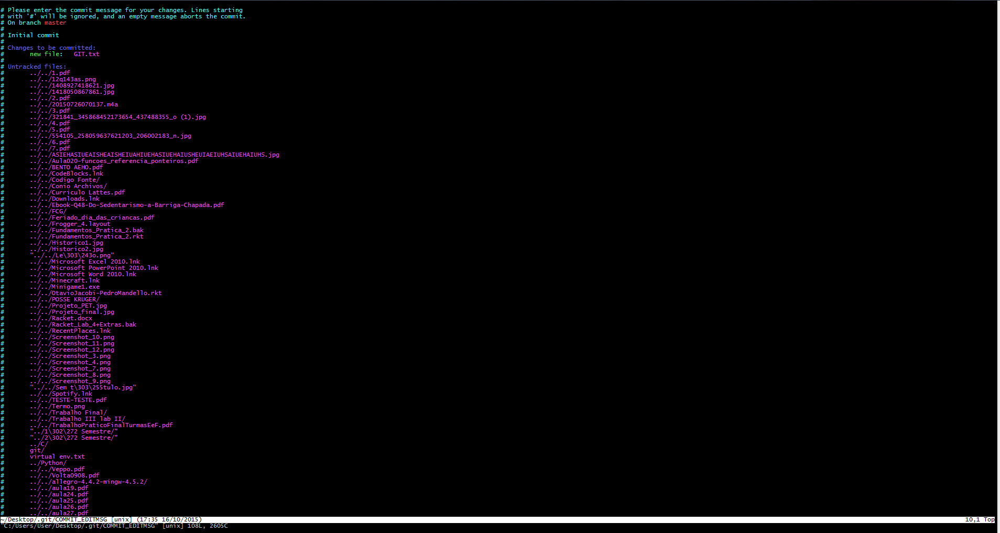 # Please enter the commit message for your changes. Lines starting
# with '#' will be ignored, and an empty message aborts the commit.
# On branch master
#
# Initial commit
#
# Changes to be committed:
#       new file:   GIT.txt
#
# Untracked files:
#       ../../1.pdf
#       ../../12q143as.png
#       ../../1408927418621.jpg
#       ../../1418050867861.jpg
#       ../../2.pdf
#       ../../20150726070137.m4a
#       ../../3.pdf
#       ../../321841_345868452173654_437488355_o (1).jpg
#       ../../4.pdf
#       ../../5.pdf
#       ../../554105_258059637621203_206002183_n.jpg
#       ../../6.pdf
#       ../../7.pdf
#       ../../ASIEHASIUEAISHEAISHEIUAHIUEHASIUEHAIUSHEUIAEIUHSAIUEHAIUHS.jpg
#       ../../Aula020-funcoes_referencia_ponteiros.pdf
#       ../../BENTO AEHO.pdf
#       ../../CodeBlocks.lnk
#       ../../Codigo Fonte/
#       ../../Conio Archivos/
#       ../../Curriculo Lattes.pdf
#       ../../Downloads.lnk
#       ../../Ebook-Q48-Do-Sedentarismo-a-Barriga-Chapada.pdf
#       ../../FCG/
#       ../../Feriado_dia_das_criancas.pdf
#       ../../Frogger_4.layout
#       ../../Fundamentos_Pratica_2.bak
#       ../../Fundamentos_Pratica_2.rkt
#       ../../Historico1.jpg
#       ../../Historico2.jpg
#       "../../Le\303\243o.png"
#       ../../Microsoft Excel 2010.lnk
#       ../../Microsoft PowerPoint 2010.lnk
#       ../../Microsoft Word 2010.lnk
#       ../../Minecraft.lnk
#       ../../Minigame1.exe
#       ../../OtavioJacobi-PedroMandello.rkt
#       ../../POSSE KRUGER/
#       ../../Projeto_PET.jpg
#       ../../Projeto_final.jpg
#       ../../Racket.docx
#       ../../Racket_Lab_4+Extras.bak
#       ../../RecentPlaces.lnk
#       ../../Screenshot_10.png
#       ../../Screenshot_11.png
#       ../../Screenshot_12.png
#       ../../Screenshot_3.png
#       ../../Screenshot_4.png
#       ../../Screenshot_7.png
#       ../../Screenshot_8.png
#       ../../Screenshot_9.png
#       "../../Sem t\303\255tulo.jpg"
#       ../../Spotify.lnk
#       ../../TESTE-TESTE.pdf
#       ../../Termo.png
#       ../../Trabalho Final/
#       ../../Trabalho III lab II/
#       ../../TrabalhoPraticoFinalTurmasEeF.pdf
#       "../1\302\272 Semestre/"
#       "../2\302\272 Semestre/"
#       ../C/
#       git/
#       virtual env.txt
#       ../Python/
#       ../../Veppo.pdf
#       ../../Volta0908.pdf
#       ../../allegro-4.4.2-mingw-4.5.2/
#       ../../aula19.pdf
#       ../../aula24.pdf
#       ../../aula25.pdf
#       ../../aula26.pdf
#       ../../aula27.pdf
~/Desktop/.git/COMMIT_EDITMSG [unix] (17:35 16/10/2015) 10,1 Top
"C:/Users/User/Desktop/.git/COMMIT_EDITMSG" [unix] 108L, 2605C